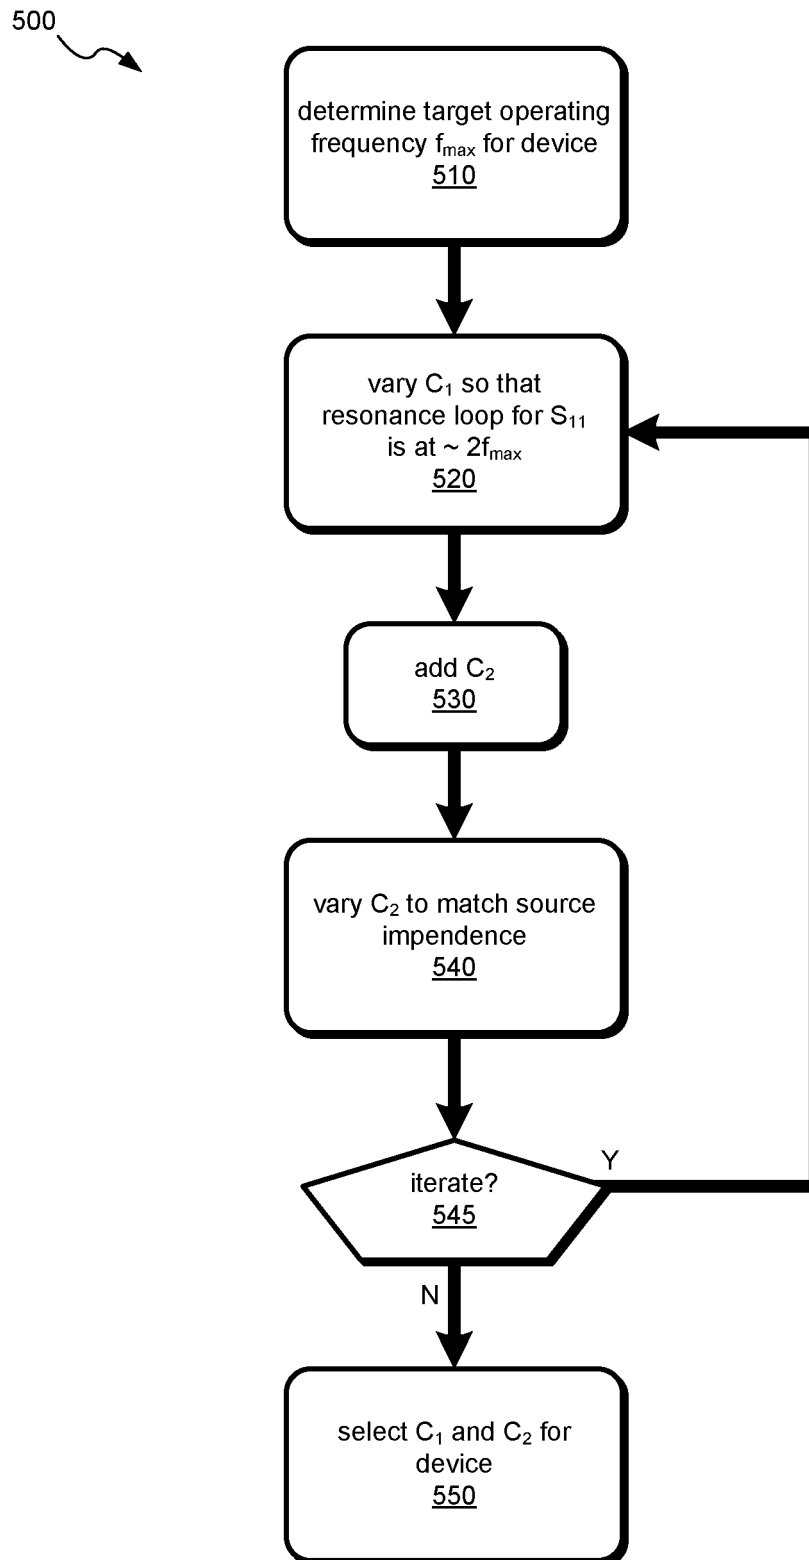 500
determine target operating
frequency fmax for device
510
vary C1 so that
resonance loop for S11
is at ~ 2fmax
520
add C2
530
vary C2 to match source
impendence
540
iterate?
545
Y
N
select C1 and C2 for
device
550